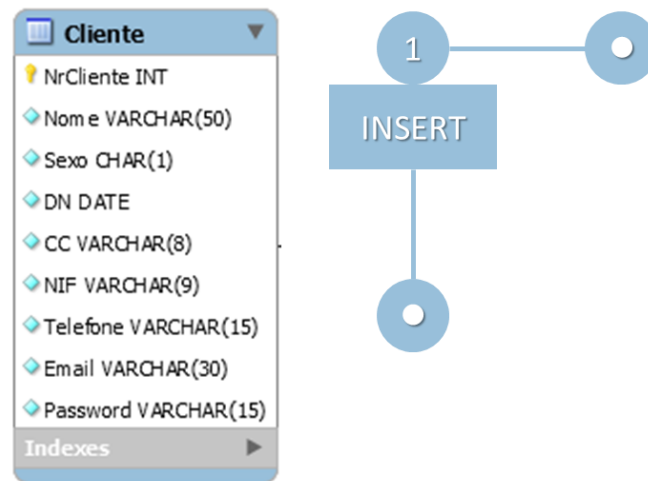 Cliente
NrCliente INT
Nome VARCHAR(50)
Sexo CHAR(1)
DN DATE
CC VARCHAR(8)
NIF VARCHAR(9)
Telefone VARCHAR(15)
Email VARCHAR(30)
Password VARCHAR(15)
Indexes
1
INSERT